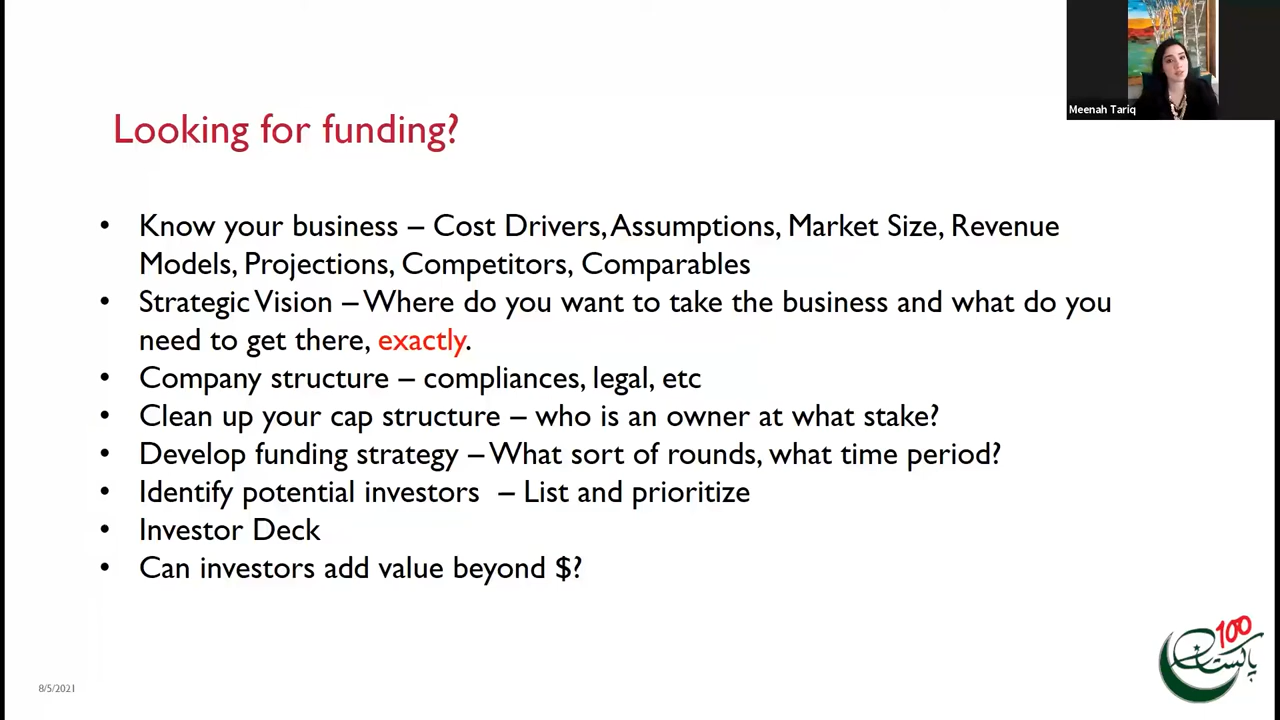 Meenah Tariq
Looking for funding?
• Know your business – Cost Drivers, Assumptions, Market Size, Revenue
Models, Projections, Competitors, Comparables
• Strategic Vision – Where do you want to take the business and what do you
need to get there, exactly.
• Company structure – compliances, legal, etc
• Clean up your cap structure – who is an owner at what stake?
• Develop funding strategy – What sort of rounds, what time period?
• Identify potential investors – List and prioritize
• Investor Deck
• Can investors add value beyond $?
100
پاکستان
8/5/2021